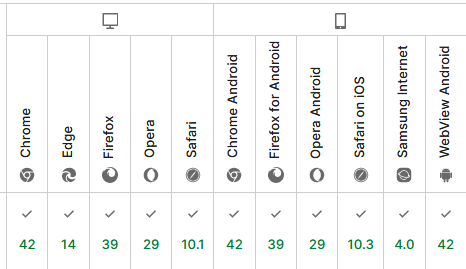 Chrome
Edge
Firefox
Opera
Safari
Chrome Android
Firefox for Android
Opera Android
Safari on iOS
Samsung Internet
WebView Android
42 14 39 29 10.1 42 39 29 10.3 4.0 42